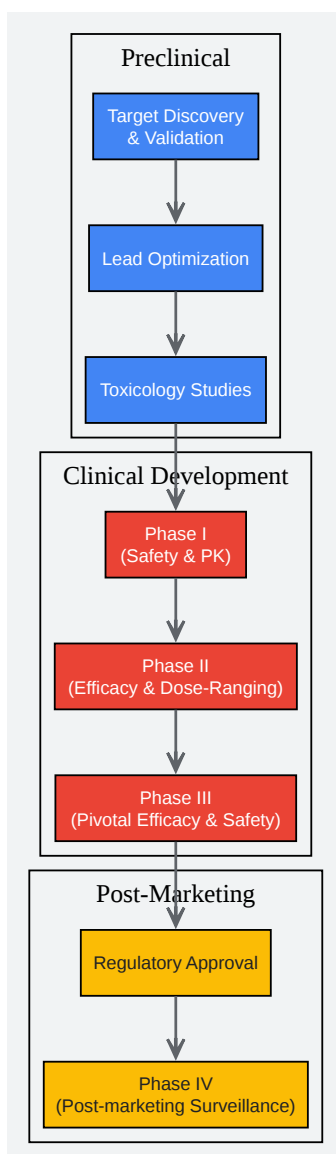 Preclinical
Target Discovery
& Validation
Lead Optimization
Toxicology Studies
Clinical Development
Phase I
(Safety & PK)
Phase II
(Efficacy & Dose-Ranging)
Phase III
(Pivotal Efficacy & Safety)
Post-Marketing
Regulatory Approval
Phase IV
(Post-marketing Surveillance)